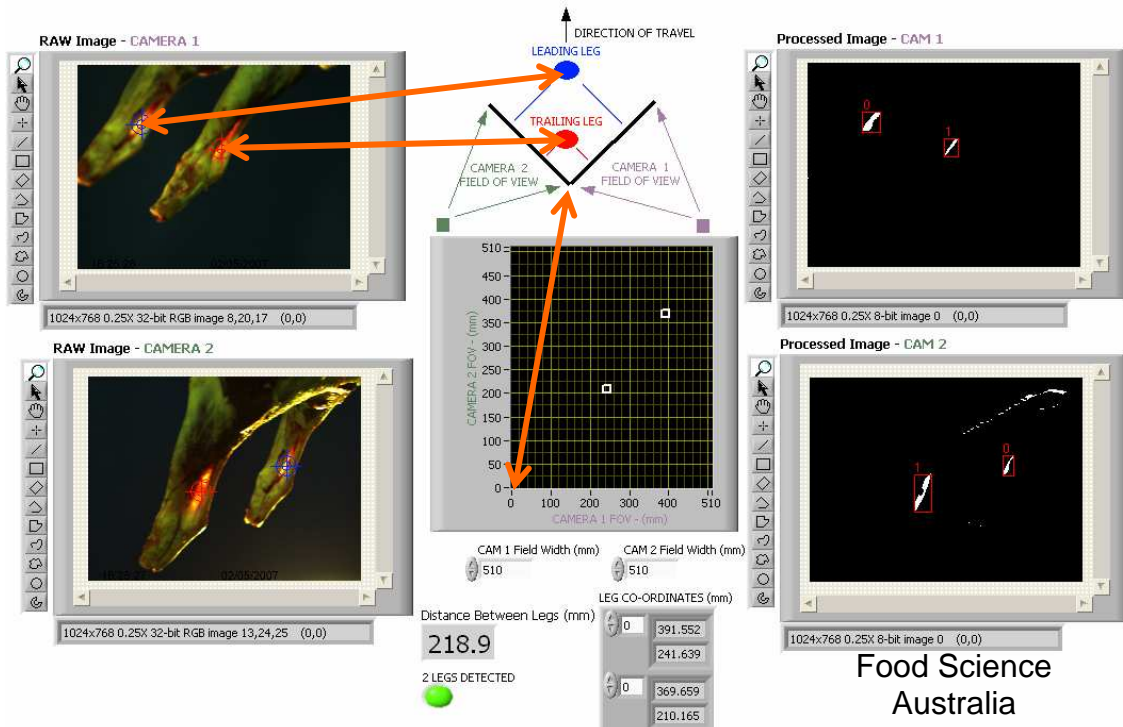 RAW Image - CAMERA 1
1024x768 0.25X 32-bit RGB image 8,20,17 (0,0)
RAW Image - CAMERA 2
1024x768 0.25X 32-bit RGB image 13,24,25 (0,0)
DIRECTION OF TRAVEL
LEADING LEG
TRAILING LEG
CAMERA 2
FIELD OF VIEW
CAMERA 1
FIELD OF VIEW
510
450
400
350
300
250
200
150
100
50
0
CAMERA 2 FOV - (mm)
0 100 200 300 400 510
CAMERA 1 FOV - (mm)
CAM 1 Field Width (mm)
510
CAM 2 Field Width (mm)
510
Distance Between Legs (mm)
218.9
2 LEGS DETECTED
LEG CO-ORDINATES (mm)
0
391.552
241.639
0
369.659
210.165
Processed Image - CAM 1
0
1
1024x768 0.25X 8-bit image 0 (0,0)
Processed Image - CAM 2
0
1
1024x768 0.25X 8-bit image 0 (0,0)
Food Science
Australia